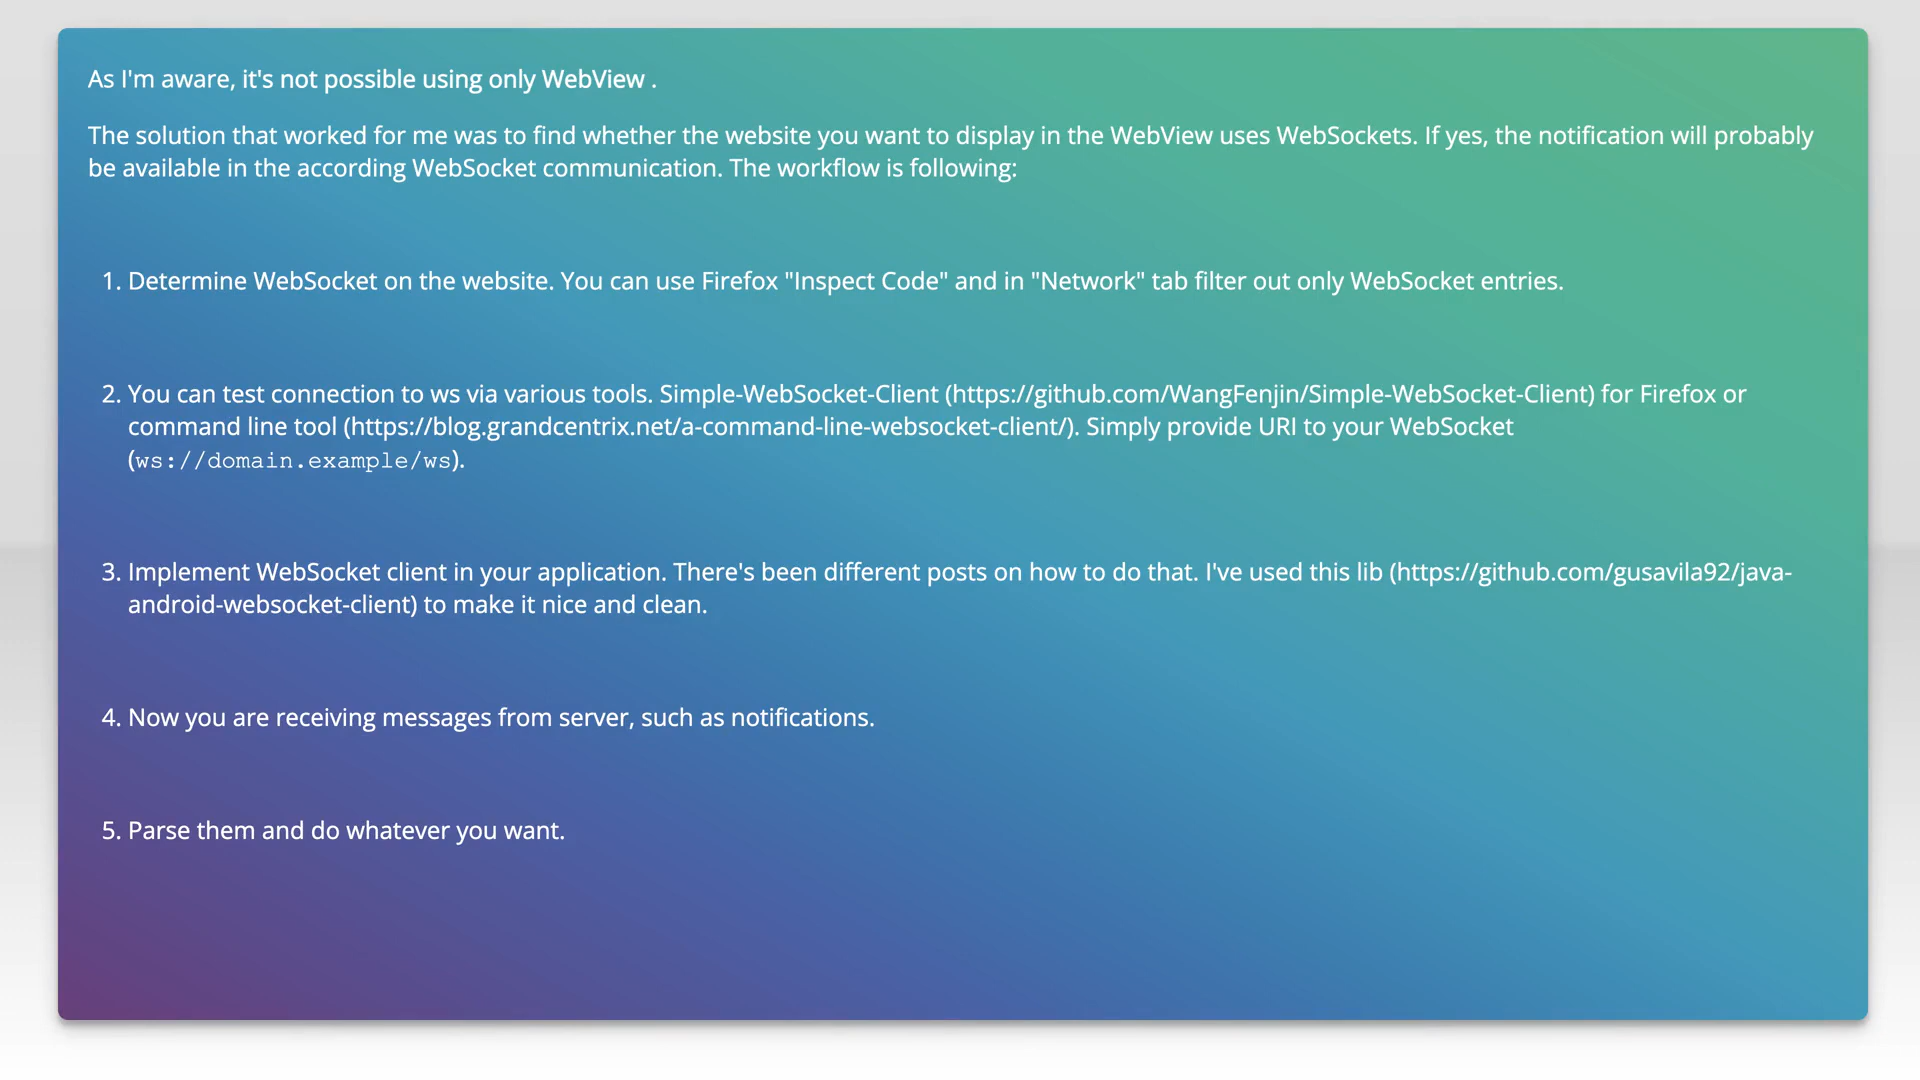 As I'm aware, it's not possible using only WebView .
The solution that worked for me was to find whether the website you want to display in the WebView uses WebSockets. If yes, the notification will probably
be available in the according WebSocket communication. The workflow is following:
1. Determine WebSocket on the website. You can use Firefox "Inspect Code" and in "Network" tab filter out only WebSocket entries.
2. You can test connection to ws via various tools. Simple-WebSocket-Client (https://github.com/WangFenjin/Simple-WebSocket-Client) for Firefox or
command line tool (https://blog.grandcentrix.net/a-command-line-websocket-client/). Simply provide URI to your WebSocket
(ws://domain.example/ws).
3. Implement WebSocket client in your application. There's been different posts on how to do that. I've used this lib (https://github.com/gusavila92/java-
android-websocket-client) to make it nice and clean.
4. Now you are receiving messages from server, such as notifications.
5. Parse them and do whatever you want.